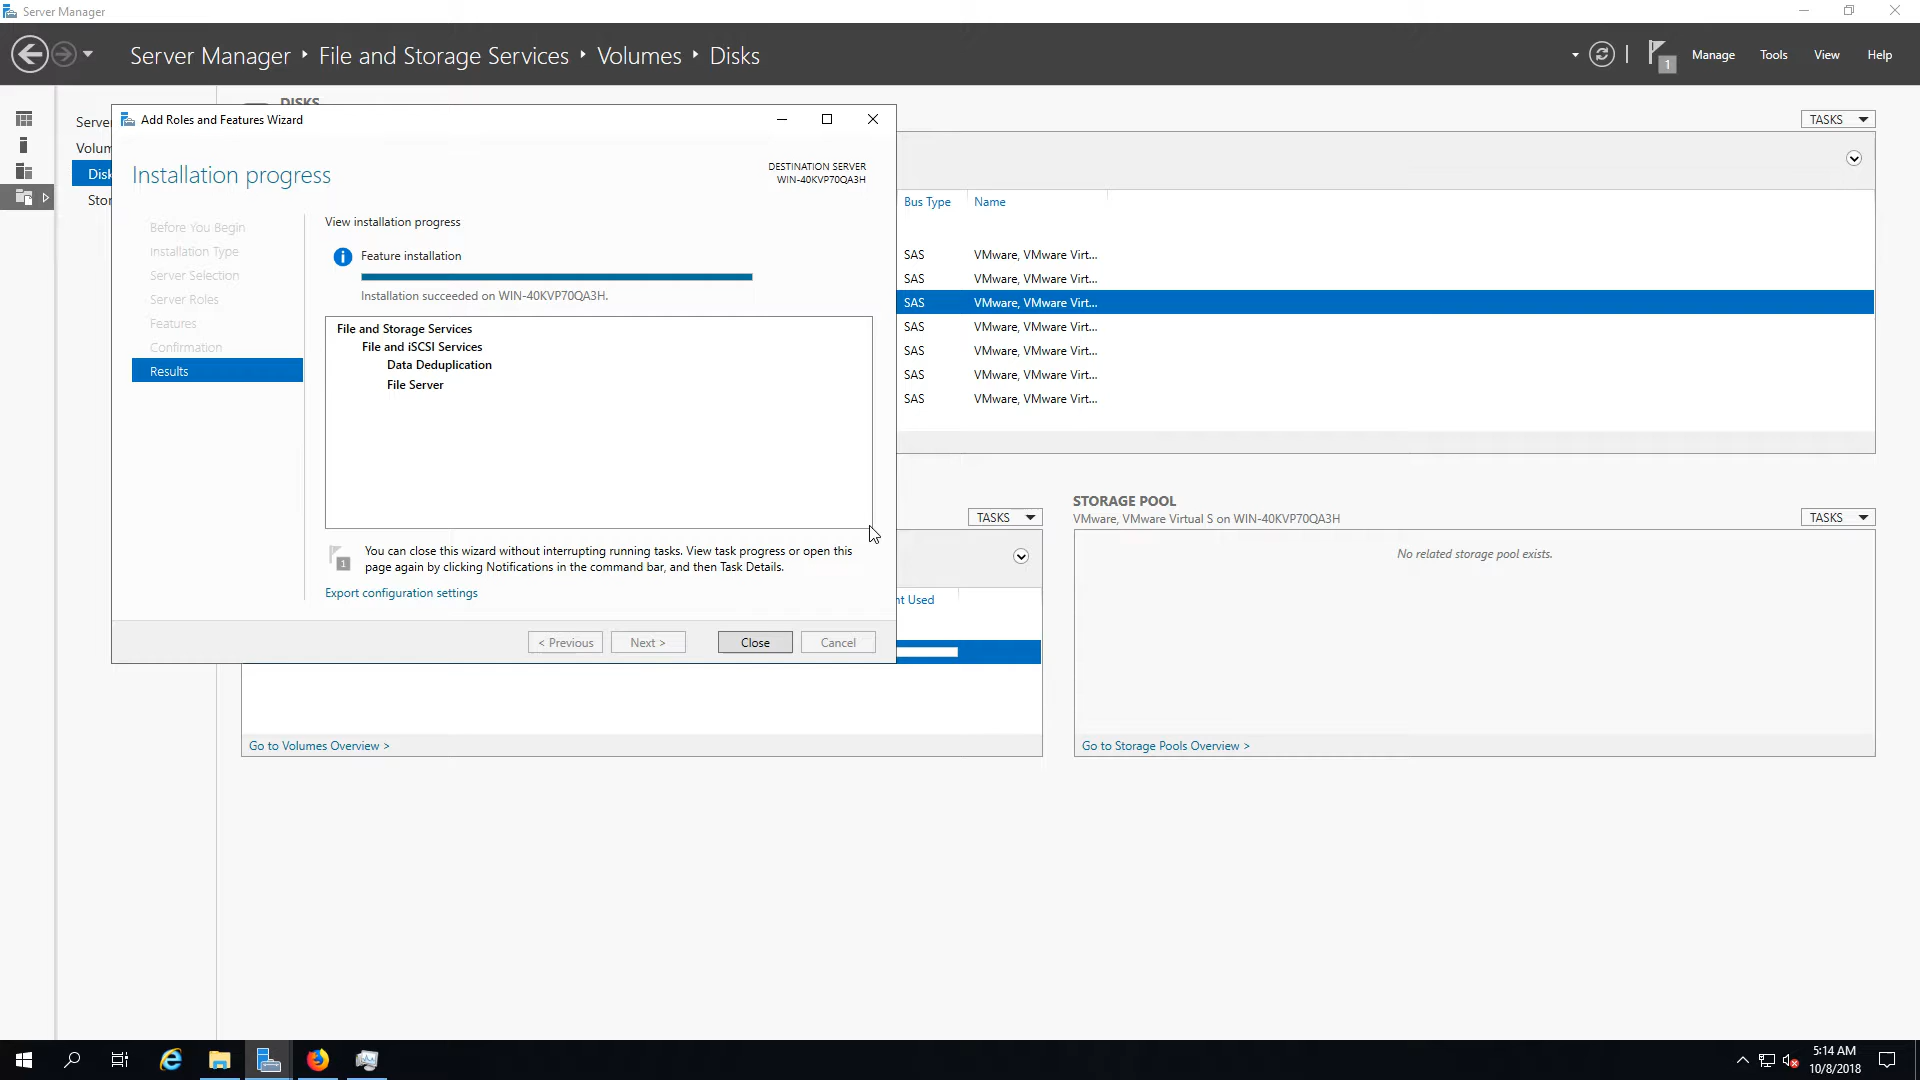 Server Manager
Server Manager • File and Storage Services • Volumes • Disks
1
Manage
Tools
View
Help
DISKS
TASKS
Add Roles and Features Wizard
Installation progress
DESTINATION SERVER
WIN-40KVP70QA3H
Before You Begin
Installation Type
Server Selection
Server Roles
Features
Confirmation
Results
View installation progress
Feature installation
Installation succeeded on WIN-40KVP70QA3H.
File and Storage Services
File and iSCSI Services
Data Deduplication
File Server
1
You can close this wizard without interrupting running tasks. View task progress or open this
page again by clicking Notifications in the command bar, and then Task Details.
Export configuration settings
< Previous
Next >
Close
Cancel
Bus Type
Name
SAS VMware, VMware Virt...
SAS VMware, VMware Virt...
SAS VMware, VMware Virt...
SAS VMware, VMware Virt...
SAS VMware, VMware Virt...
SAS VMware, VMware Virt...
SAS VMware, VMware Virt...
TASKS
Used
Go to Volumes Overview >
STORAGE POOL
VMware, VMware Virtual S on WIN-40KVP70QA3H
TASKS
No related storage pool exists.
Go to Storage Pools Overview >
5:14 AM
10/8/2018